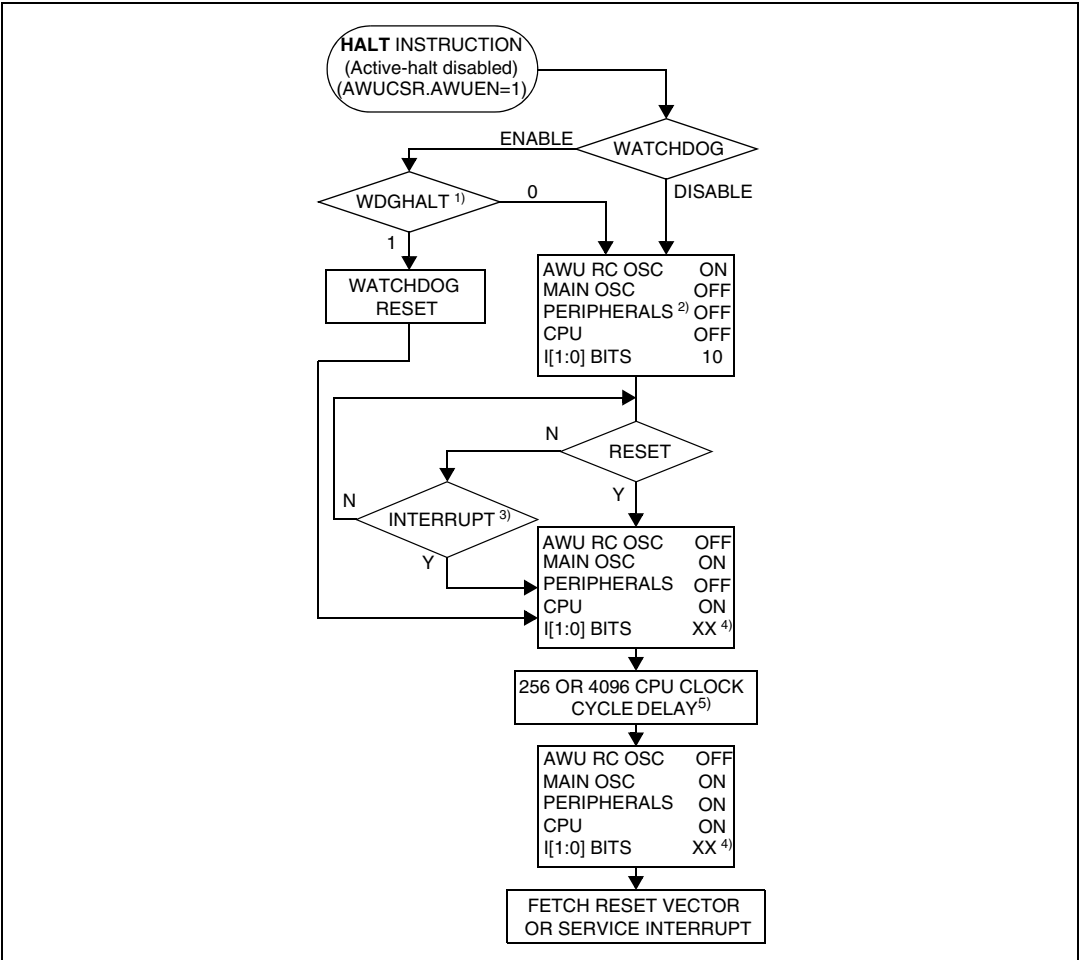 HALT INSTRUCTION
(Active-halt disabled)
(AWUCSR.AWUEN=1)
ENABLE
WATCHDOG
DISABLE
WDGHALT 1)
0
1
WATCHDOG
RESET
AWU RC OSC ON
MAIN OSC OFF
PERIPHERALS 2) OFF
CPU OFF
I[1:0] BITS 10
N
RESET
Y
N
INTERRUPT 3)
Y
AWU RC OSC OFF
MAIN OSC ON
PERIPHERALS OFF
CPU ON
I[1:0] BITS XX 4)
256 OR 4096 CPU CLOCK
CYCLE DELAY5)
AWU RC OSC OFF
MAIN OSC ON
PERIPHERALS ON
CPU ON
I[1:0] BITS XX 4)
FETCH RESET VECTOR
OR SERVICE INTERRUPT